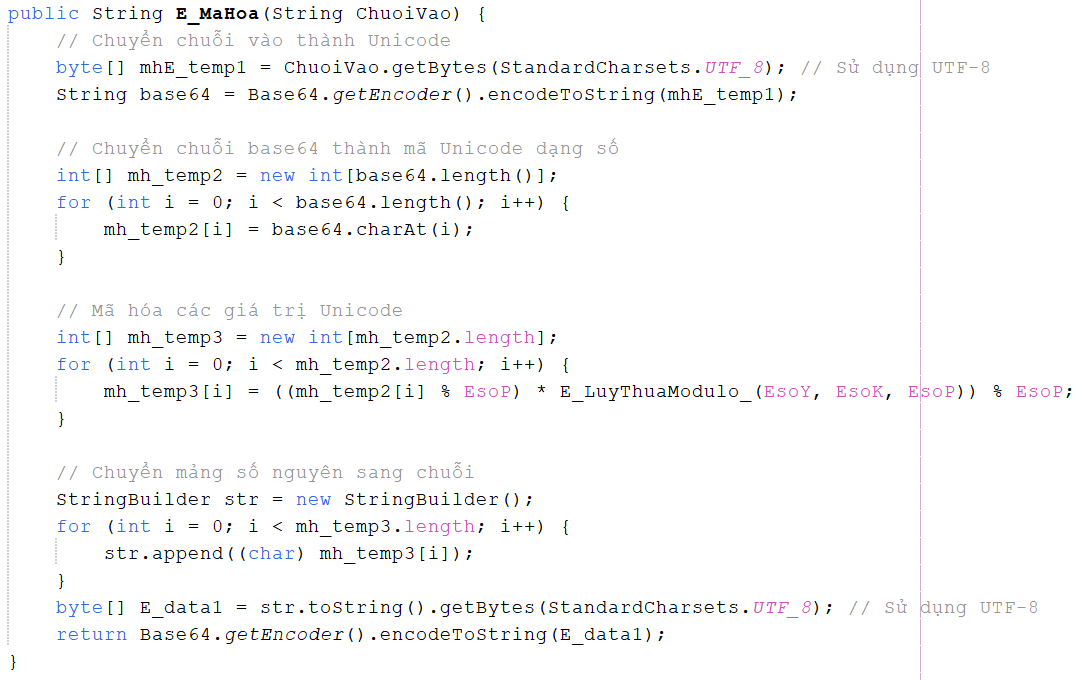 public String E_MaHoa(String ChuoiVao) {
    // Chuyển chuỗi vào thành Unicode
    byte[] mhE_temp1 = ChuoiVao.getBytes(StandardCharsets.UTF_8); // Sử dụng UTF-8
    String base64 = Base64.getEncoder().encodeToString(mhE_temp1);

    // Chuyển chuỗi base64 thành mã Unicode dạng số
    int[] mh_temp2 = new int[base64.length()];
    for (int i = 0; i < base64.length(); i++) {
        mh_temp2[i] = base64.charAt(i);
    }

    // Mã hóa các giá trị Unicode
    int[] mh_temp3 = new int[mh_temp2.length];
    for (int i = 0; i < mh_temp2.length; i++) {
        mh_temp3[i] = ((mh_temp2[i] % EsoP) * E_LuyThuaModulo_(EsoY, EsoK, EsoP)) % EsoP;
    }

    // Chuyển mảng số nguyên sang chuỗi
    StringBuilder str = new StringBuilder();
    for (int i = 0; i < mh_temp3.length; i++) {
        str.append((char) mh_temp3[i]);
    }
    byte[] E_data1 = str.toString().getBytes(StandardCharsets.UTF_8); // Sử dụng UTF-8
    return Base64.getEncoder().encodeToString(E_data1);
}